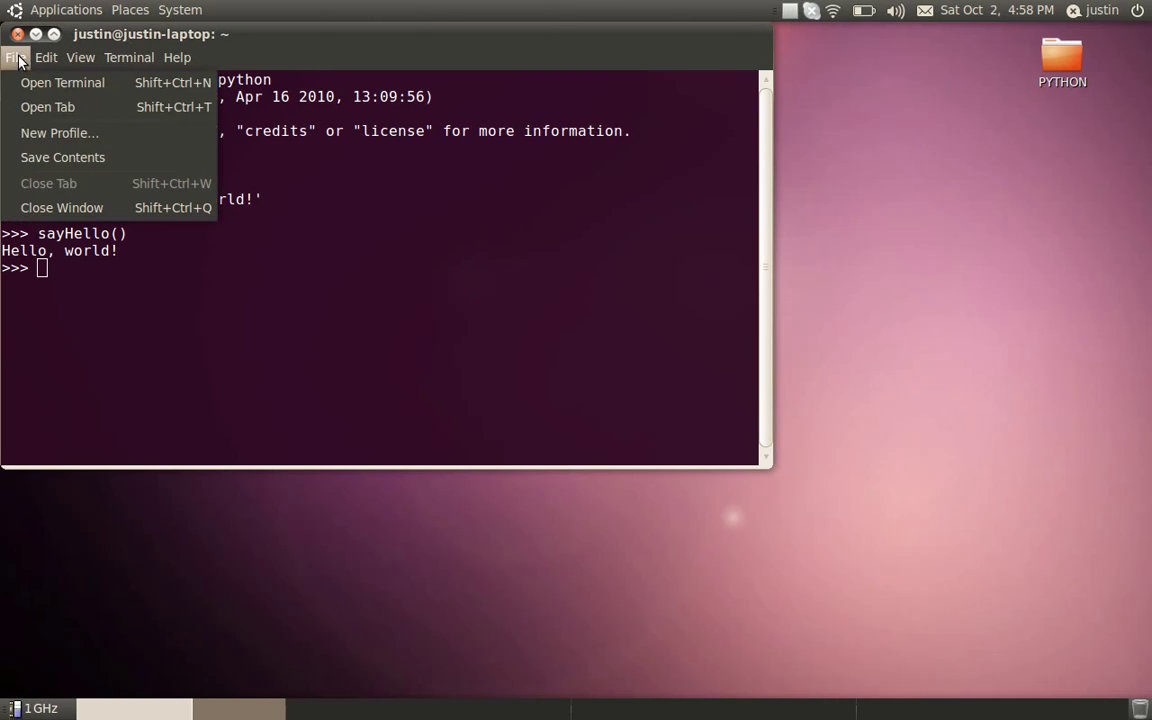 Applications Places System Sat Oct 2, 4:58 PM justin
justin@justin-laptop: ~
Edit View Terminal Help
Open Terminal Shift+Ctrl+N
python
, Apr 16 2010, 13:09:56)
Open Tab Shift+Ctrl+T
New Profile... , "credits" or "license" for more information.
Save Contents
Close Tab Shift+Ctrl+W
rld!'
Close Window Shift+Ctrl+Q
>>> sayHello()
Hello, world!
>>>
PYTHON
1 GHz